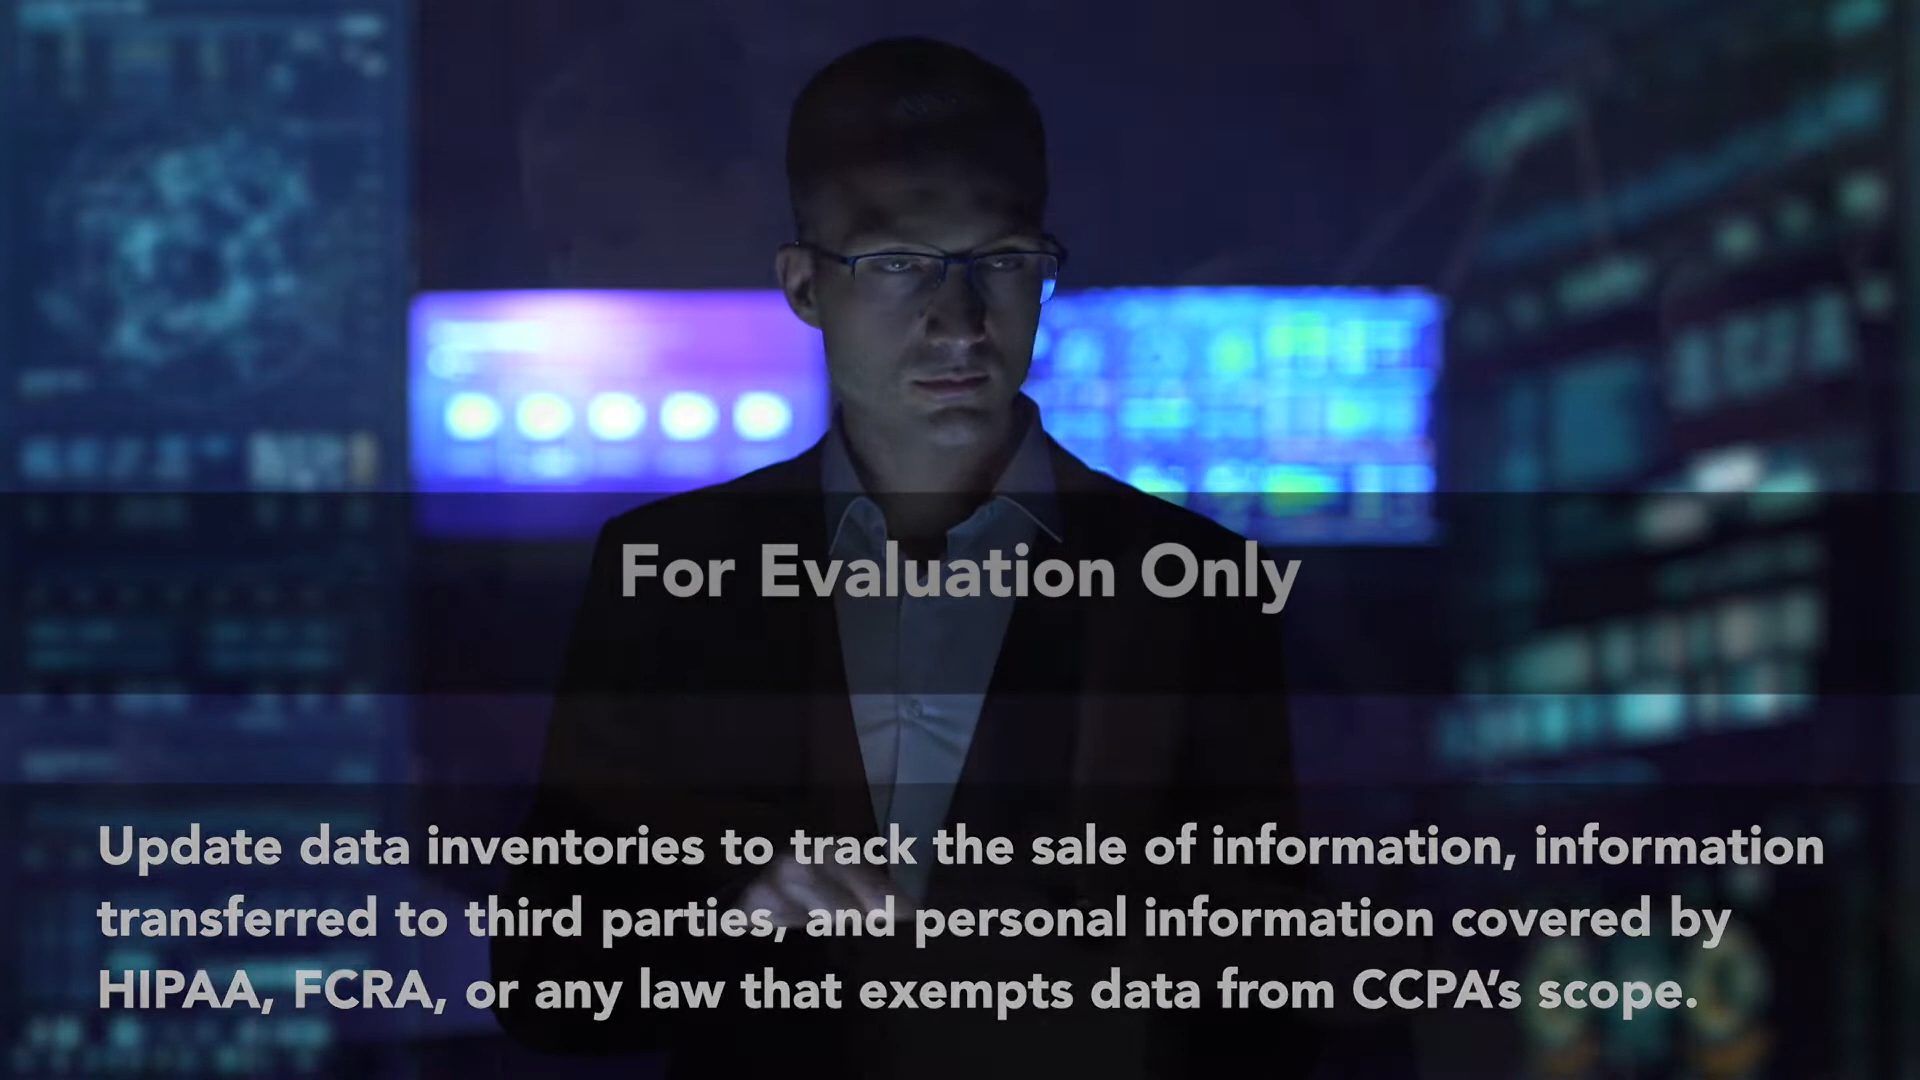 For Evaluation Only
Update data inventories to track the sale of information, information
transferred to third parties, and personal information covered by
HIPAA, FCRA, or any law that exempts data from CCPA’s scope.